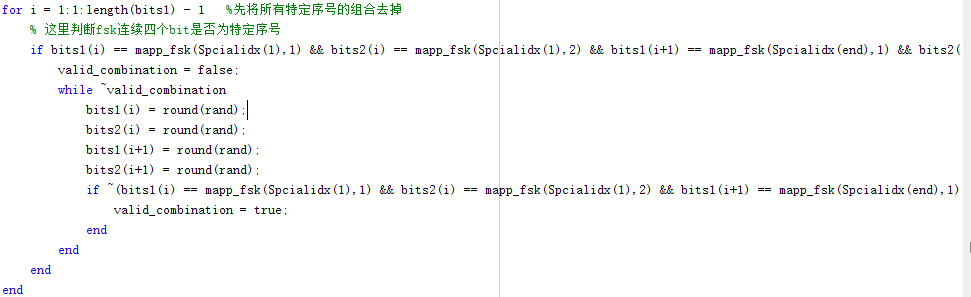 for i = 1:1:length(bits1) - 1   %先将所有特定序号的组合去掉
    % 这里判断fsk连续四个bit是否为特定序号
    if bits1(i) == mapp_fsk(Spcialidx(1),1) && bits2(i) == mapp_fsk(Spcialidx(1),2) && bits1(i+1) == mapp_fsk(Spcialidx(end),1) && bits2(
        valid_combination = false;
        while ~valid_combination
            bits1(i) = round(rand);
            bits2(i) = round(rand);
            bits1(i+1) = round(rand);
            bits2(i+1) = round(rand);
            if ~(bits1(i) == mapp_fsk(Spcialidx(1),1) && bits2(i) == mapp_fsk(Spcialidx(1),2) && bits1(i+1) == mapp_fsk(Spcialidx(end),1)
                valid_combination = true;
            end
        end
    end
end